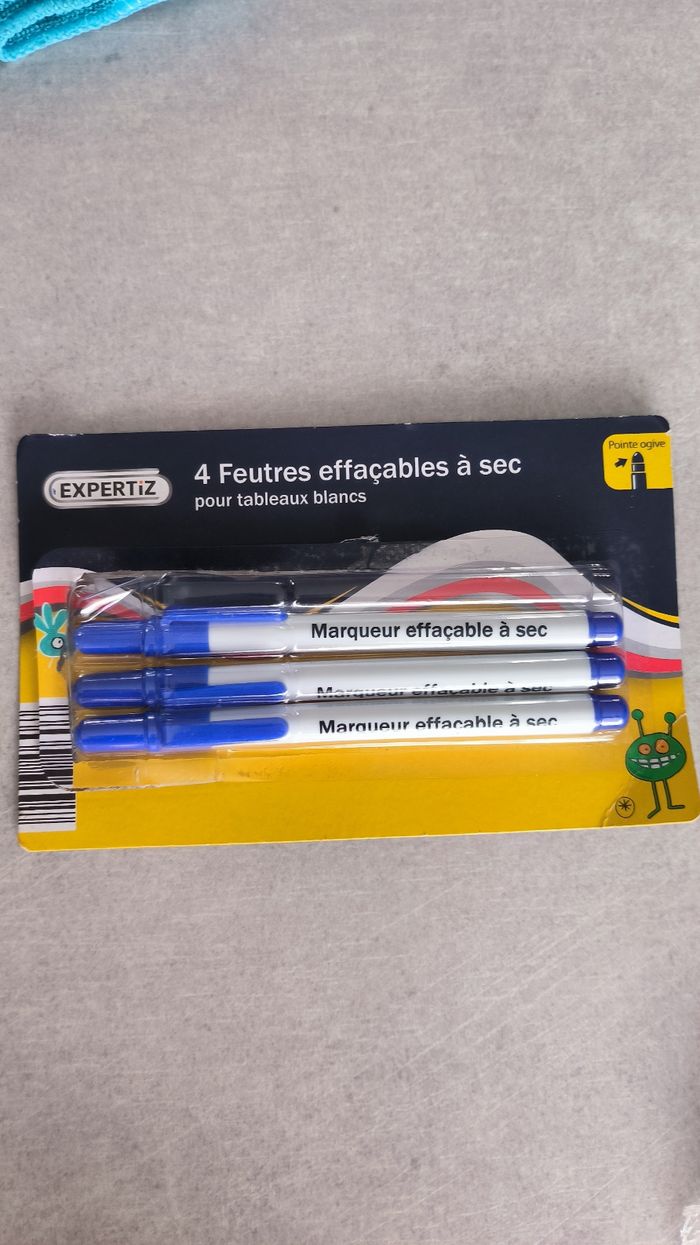 EXPERTiZ
4 Feutres effaçables à sec
pour tableaux blancs
Pointe ogive
Marqueur effaçable à sec
Marqueur effaçable à sec
Marqueur effaçable à sec